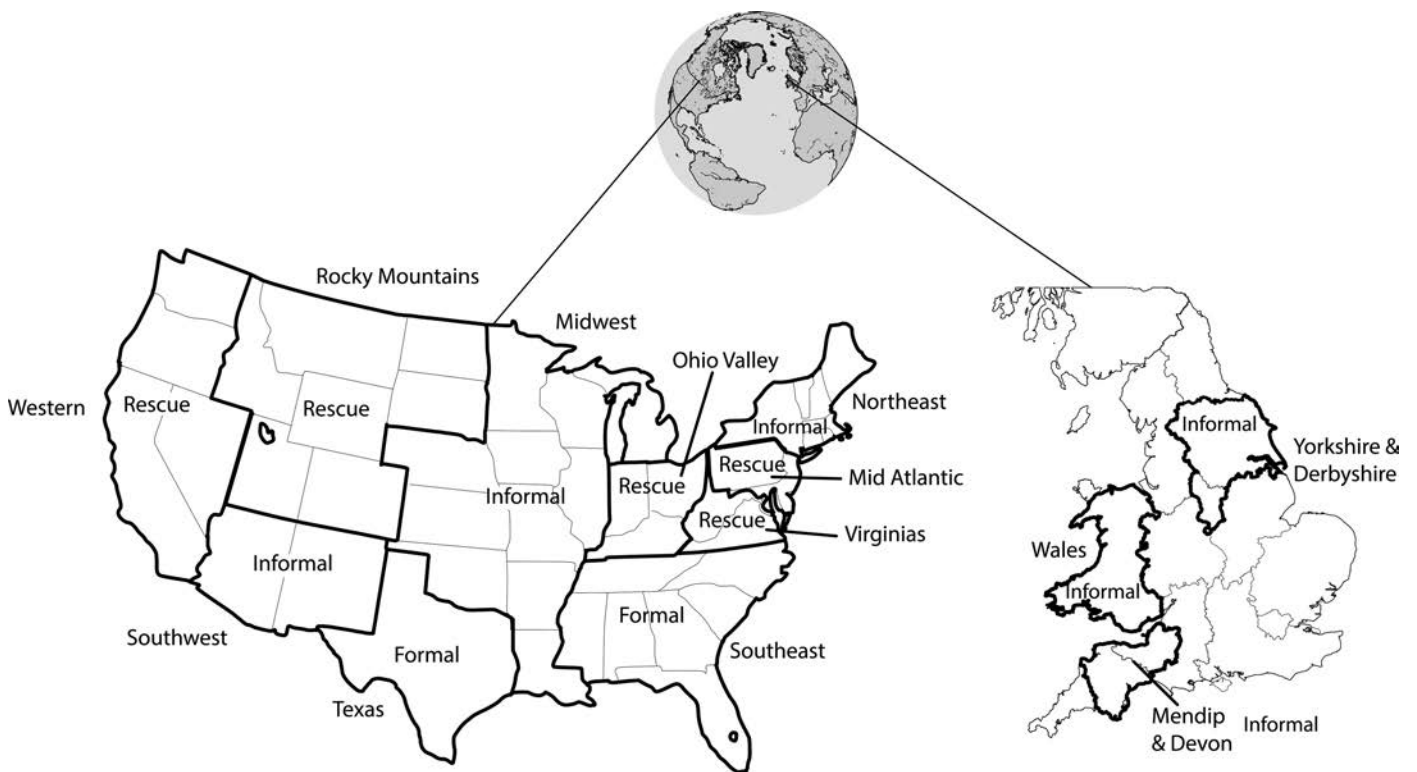 Rocky Mountains
Midwest
Ohio Valley
Western
Rescue
Rescue
Northeast
Informal
Informal
Yorkshire &
Derbyshire
Rescue
Mid Atlantic
Informal
Rescue
Rescue
Virginias
Wales
Informal
Informal
Formal
Southwest
Formal
Southeast
Texas
Mendip
& Devon
Informal